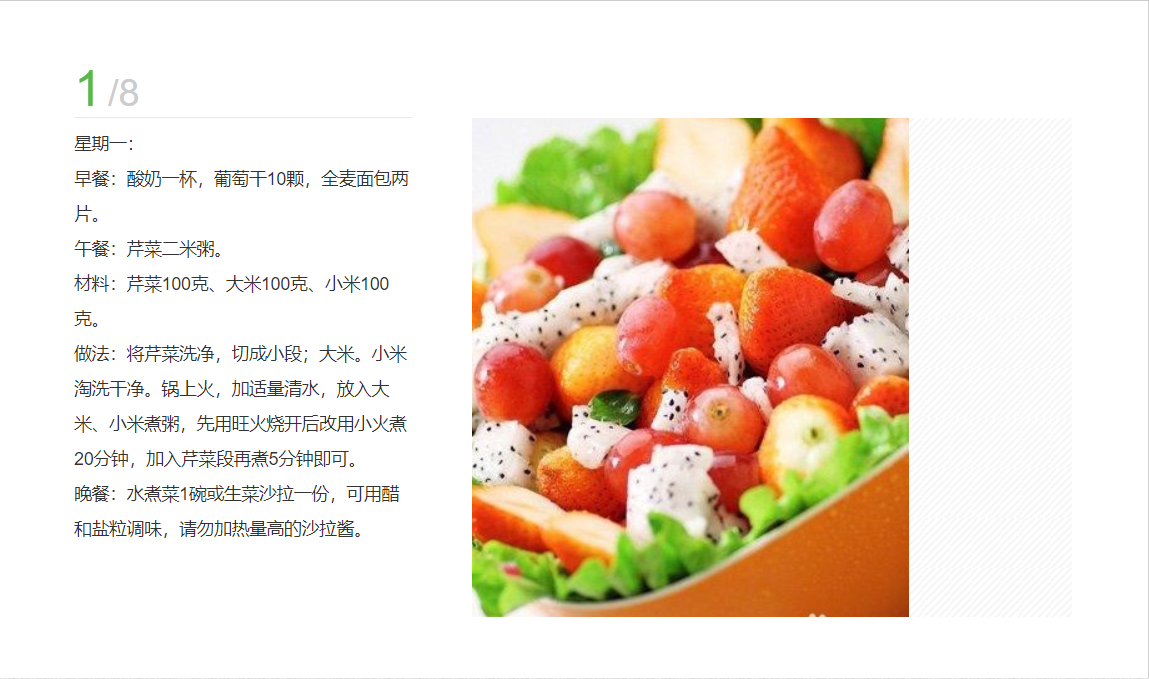 1 /8
星期一：
早餐：酸奶一杯，葡萄干10颗，全麦面包两
片。
午餐：芹菜二米粥。
材料：芹菜100克、大米100克、小米100
克。
做法：将芹菜洗净，切成小段；大米。小米
淘洗干净。锅上火，加适量清水，放入大
米、小米煮粥，先用旺火烧开后改用小火煮
20分钟，加入芹菜段再煮5分钟即可。
晚餐：水煮菜1碗或生菜沙拉一份，可用醋
和盐粒调味，请勿加热量高的沙拉酱。